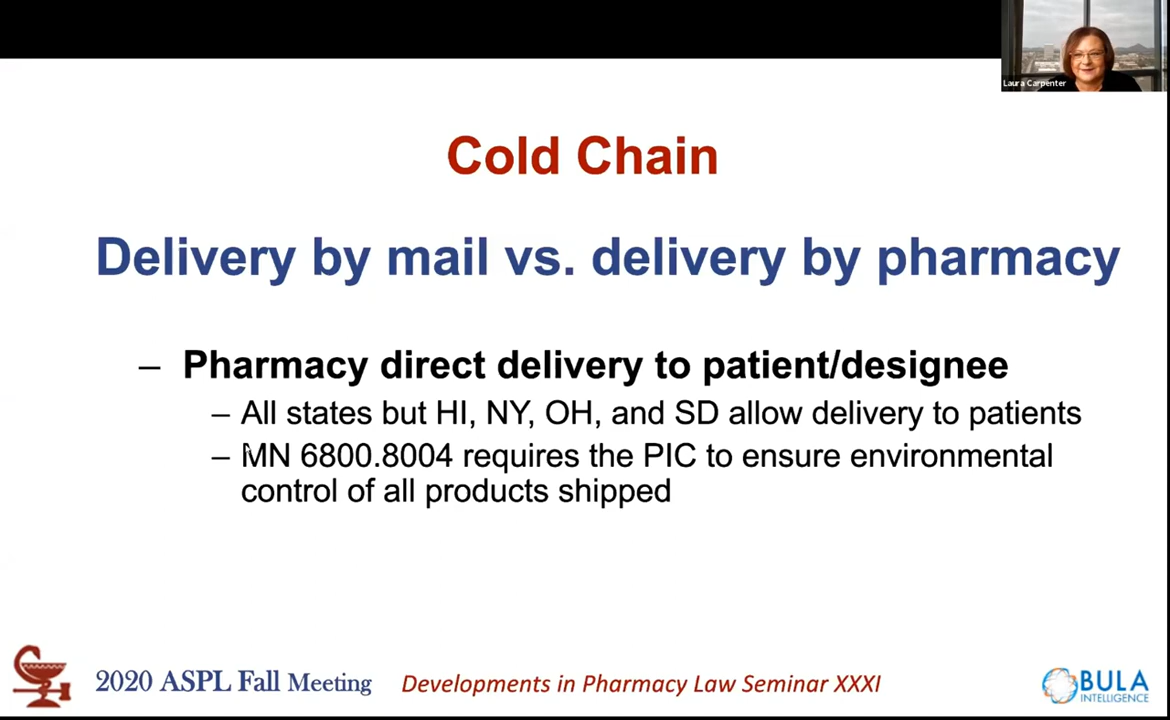 Laura Carpenter
Cold Chain
Delivery by mail vs. delivery by pharmacy
– Pharmacy direct delivery to patient/designee
– All states but HI, NY, OH, and SD allow delivery to patients
– MN 6800.8004 requires the PIC to ensure environmental
control of all products shipped
2020 ASPL Fall Meeting
Developments in Pharmacy Law Seminar XXXI
BULA
INTELLIGENCE